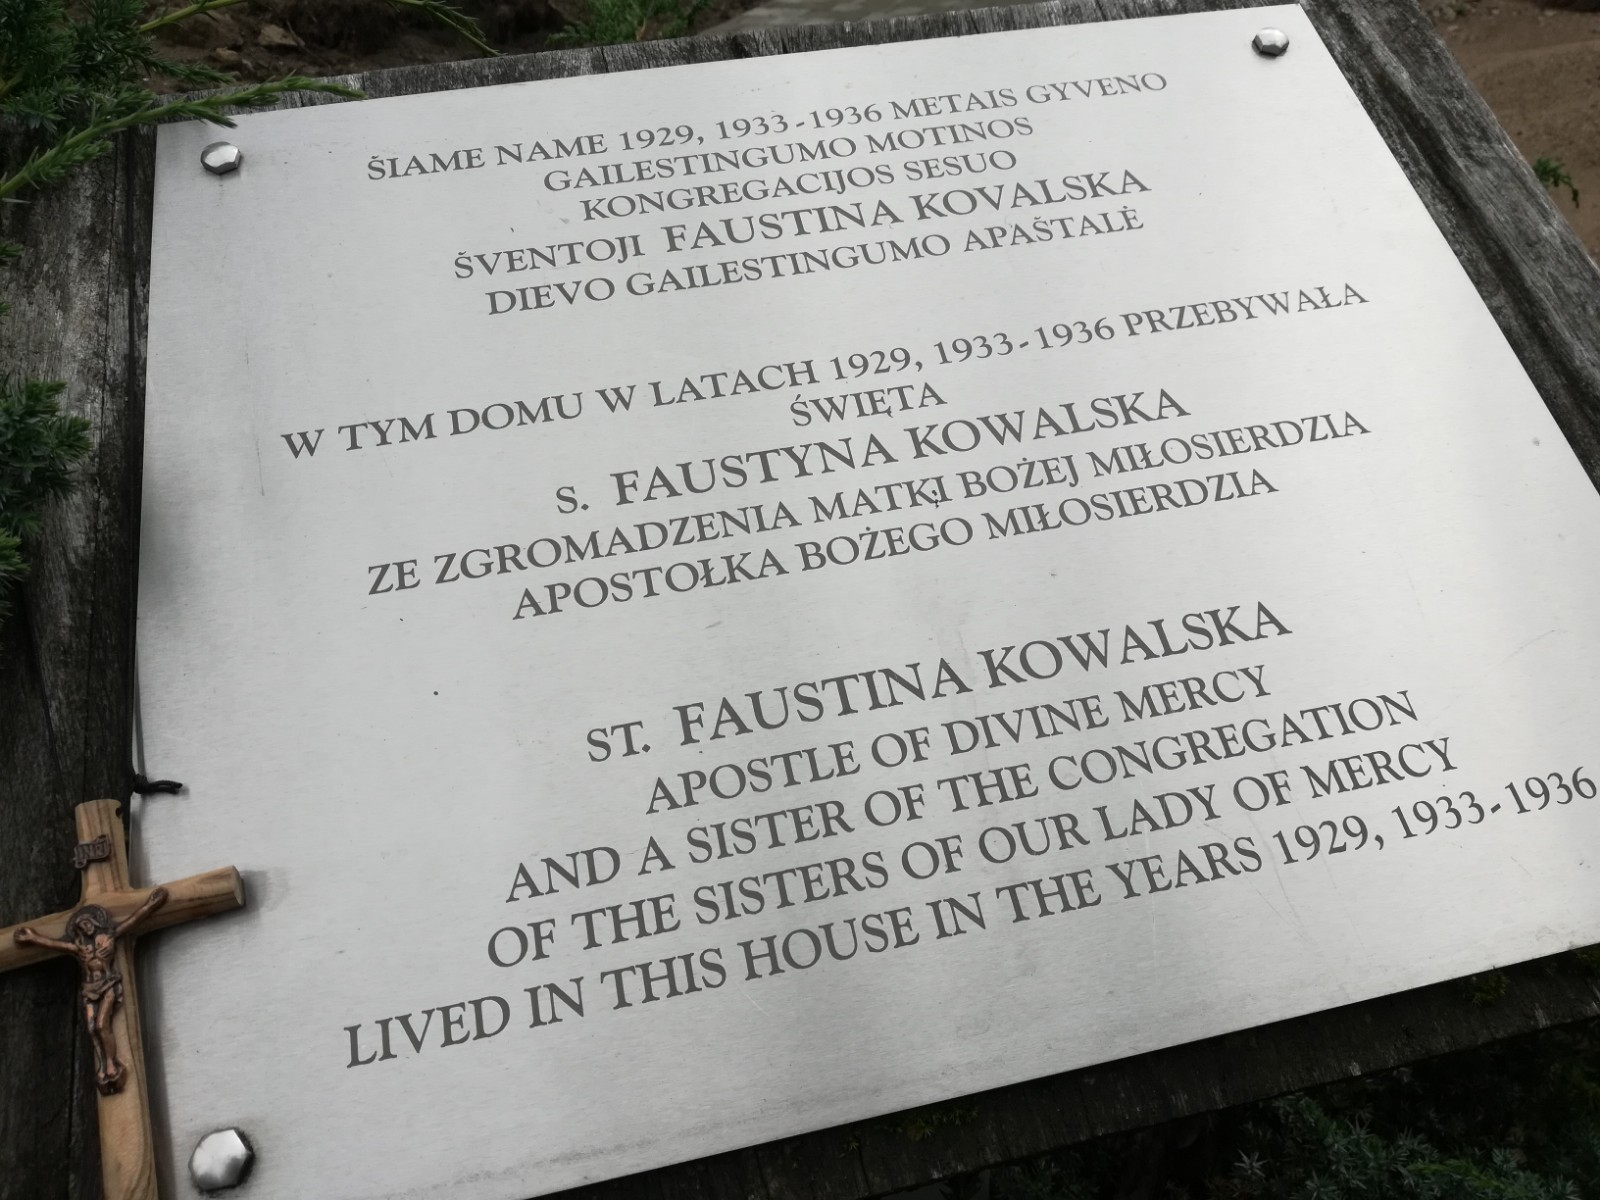 ŠIAME NAME 1929, 1933-1936 METAIS GYVENO
GAILESTINGUMO MOTINOS
KONGREGACIJOS SESUO
ŠVENTOJI FAUSTINA KOVALSKA
DIEVO GAILESTINGUMO APAŠTALĖ
W TYM DOMU W LATACH 1929, 1933-1936 PRZEBYWAŁA
ŚWIĘTA
S. FAUSTYNA KOWALSKA
ZE ZGROMADZENIA MATKI BOŻEJ MIŁOSIERDZIA
APOSTOŁKA BOŻEGO MIŁOSIERDZIA
ST. FAUSTINA KOWALSKA
APOSTLE OF DIVINE MERCY
AND A SISTER OF THE CONGREGATION
OF THE SISTERS OF OUR LADY OF MERCY
LIVED IN THIS HOUSE IN THE YEARS 1929, 1933-1936
INRI